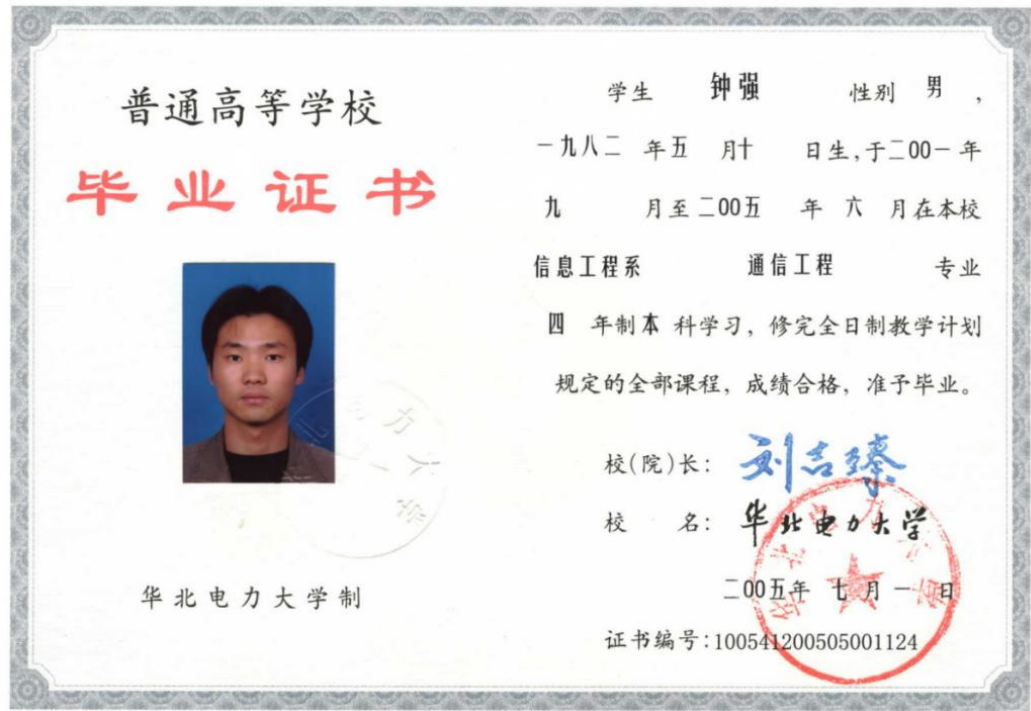 普通高等学校
毕业证书
华北电力大学制
学生 钟强 性别 男，
一九八二 年五 月十 日生，于二00一年
九 月至二00五 年 六 月在本校
信息工程系 通信工程 专业
四 年制本 科学习，修完全日制教学计划
规定的全部课程，成绩合格，准予毕业。
校(院)长： 刘吉臻
校 名： 华北电力大学
二00五年 七月一日
证书编号:100541200505001124
华北电力大学